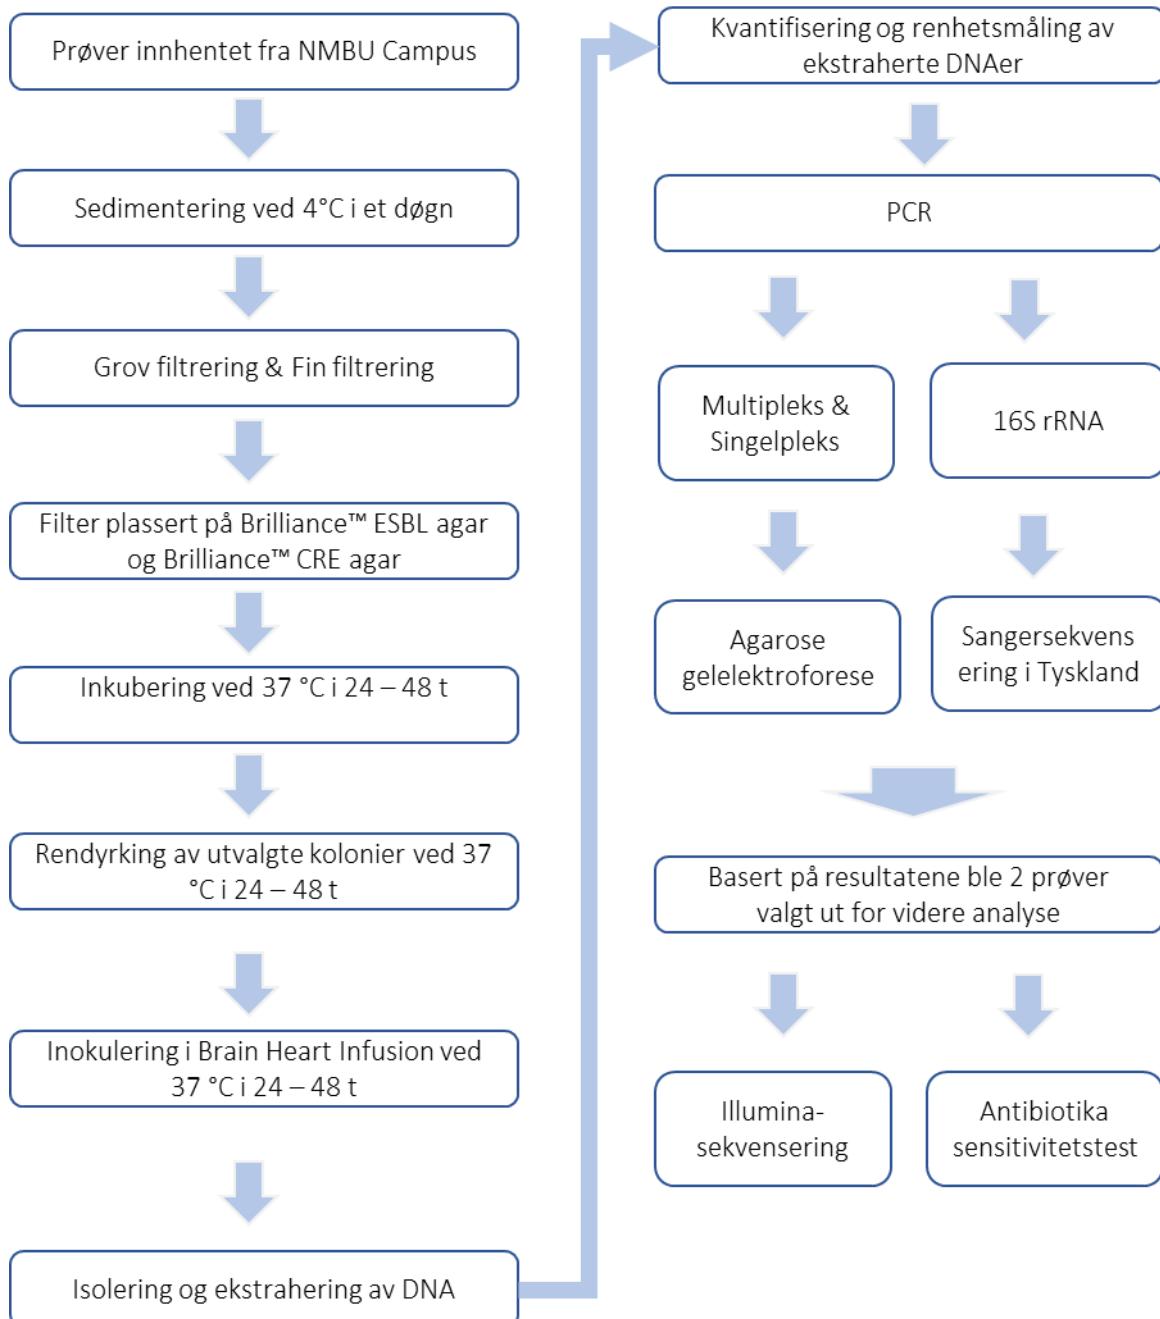 Prøver innhentet fra NMBU Campus
Sedimentering ved 4°C i et døgn
Grov filtrering & Fin filtrering
Filter plassert på Brilliance™ ESBL agar
og Brilliance™ CRE agar
Inkubering ved 37 °C i 24 – 48 t
Rendyrking av utvalgte kolonier ved 37
°C i 24 – 48 t
Inokulering i Brain Heart Infusion ved
37 °C i 24 – 48 t
Isolering og ekstrahering av DNA
Kvantifisering og renhetsmåling av
ekstraherte DNAer
PCR
Multipleks &
Singelpleks
16S rRNA
Agarose
gelelektroforese
Sangersekvens
ering i Tyskland
Basert på resultatene ble 2 prøver
valgt ut for videre analyse
Illumina-
sekvensering
Antibiotika
sensitivitetstest